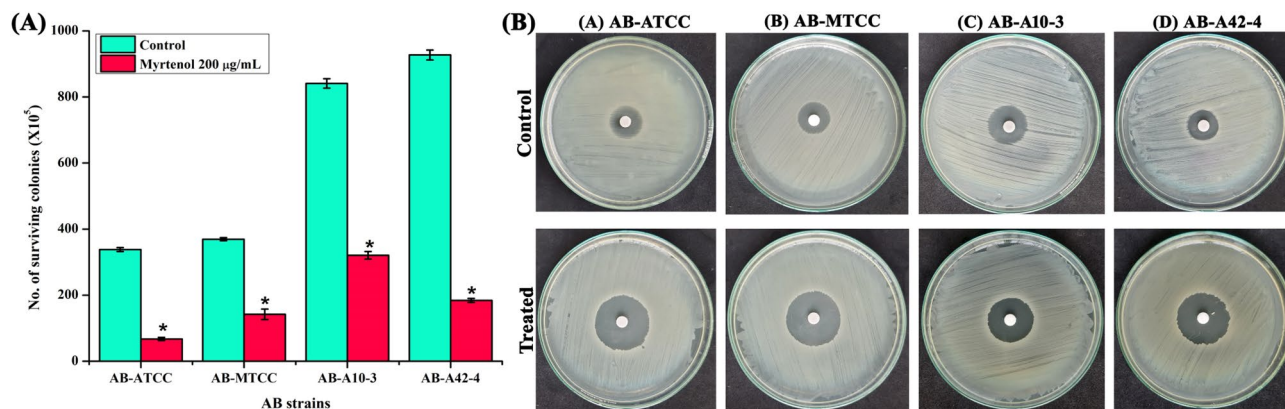 (A)
1000
800
600
400
200
0
No. of surviving colonies (X10⁵)
Control
Myrtenol 200 μg/mL
*
*
*
*
AB-ATCC AB-MTCC AB-A10-3 AB-A42-4
AB strains
(B)
(A) AB-ATCC (B) AB-MTCC (C) AB-A10-3 (D) AB-A42-4
Control
Treated